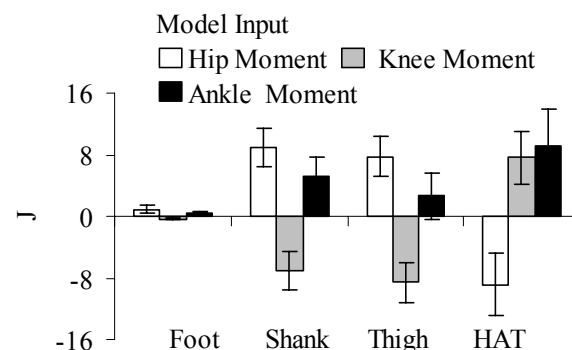 Model Input
Hip Moment Knee Moment
Ankle Moment
16
8
0
-8
-16
J
Foot Shank Thigh HAT